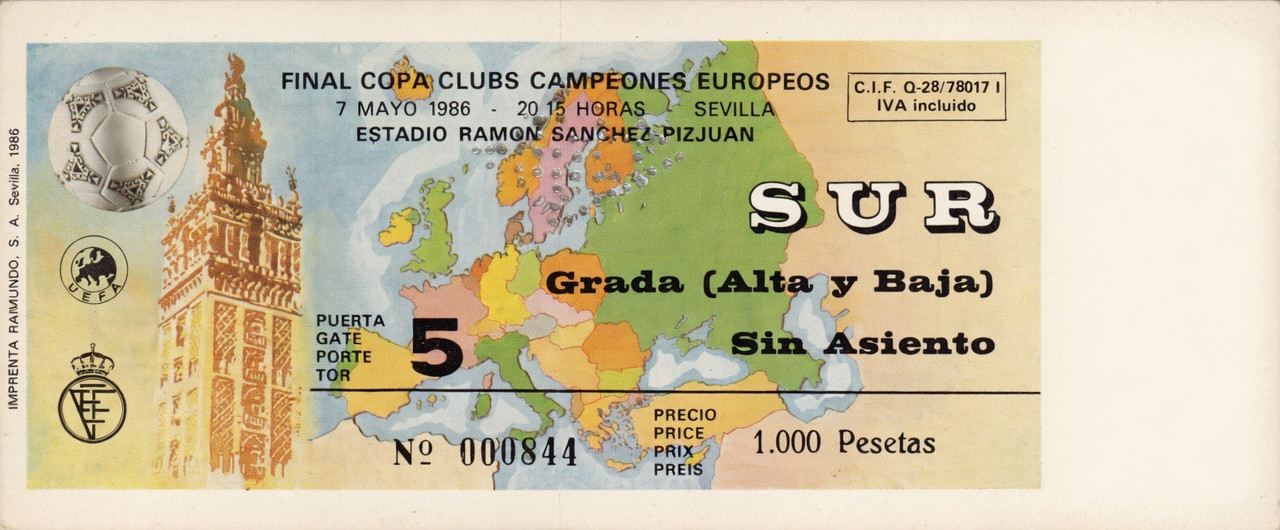 FINAL COPA CLUBS CAMPEONES EUROPEOS
7 MAYO 1986 - 20 15 HORAS SEVILLA
ESTADIO RAMON SANCHEZ-PIZJUAN
C.I.F. Q-28/78017 I
IVA incluido
SUR
Grada (Alta y Baja)
Sin Asiento
PUERTA
GATE
PORTE
TOR
5
Nº 000844
PRECIO
PRICE
PRIX
PREIS
1.000 Pesetas
UEFA
IMPRENTA RAIMUNDO, S. A. Sevilla, 1986